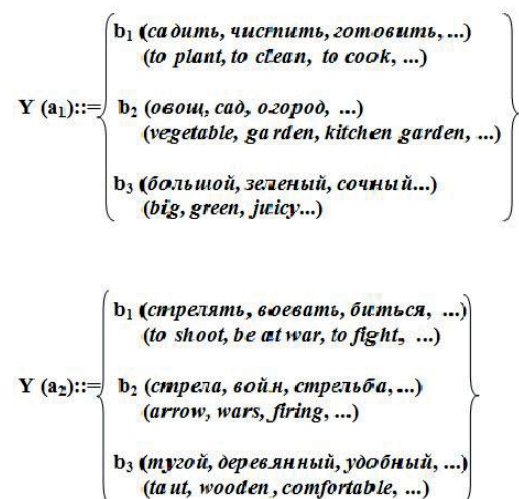 b₁ (садить, чистить, готовить, ...)
(to plant, to clean, to cook, ...)
Y (a₁)::= b₂ (овощ, сад, огород, ...)
(vegetable, garden, kitchen garden, ...)
b₃ (большой, зеленый, сочный...)
(big, green, juicy...)
b₁ (стрелять, воевать, биться, ...)
(to shoot, be at war, to fight, ...)
Y (a₂)::= b₂ (стрела, войн, стрельба, ...)
(arrow, wars, firing, ...)
b₃ (тугой, деревянный, удобный, ...)
(taut, wooden, comfortable, ...)